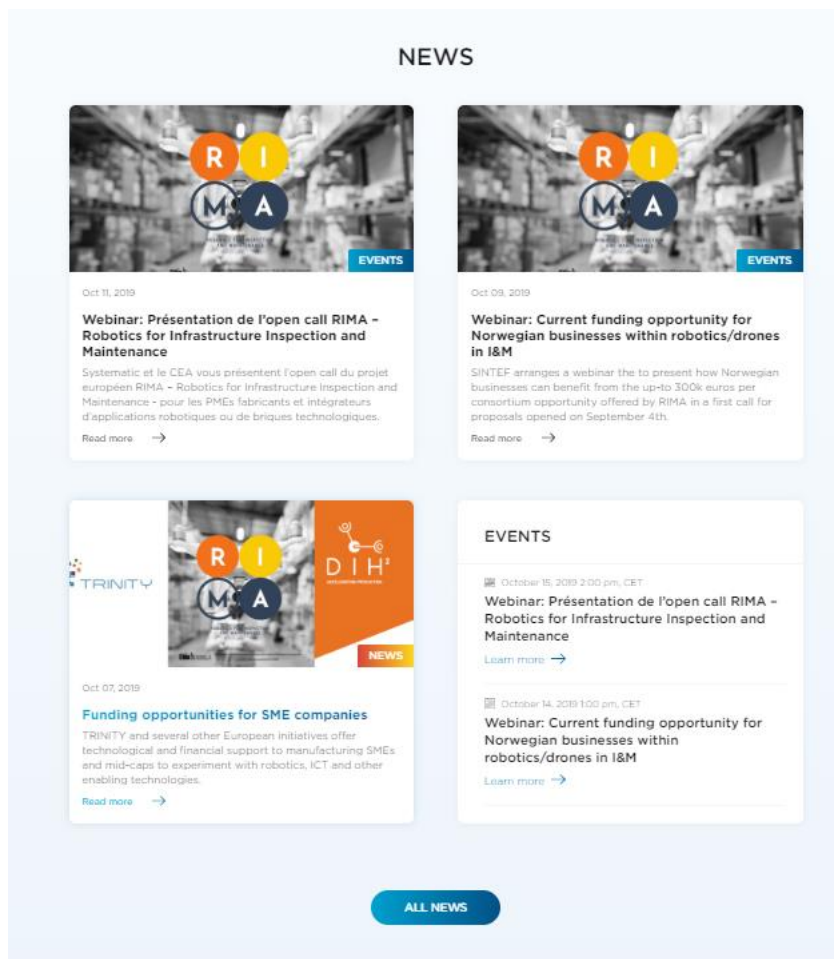 NEWS
R I
M A
EVENTS
Oct 11, 2019
Webinar: Présentation de l'open call RIMA –
Robotics for Infrastructure Inspection and
Maintenance
Systematic et le CEA vous présentent l'open call du projet
européen RIMA – Robotics for Infrastructure Inspection and
Maintenance - pour les PMEs fabricants et intégrateurs
d'applications robotiques ou de briques technologiques.
Read more →
R I
M A
EVENTS
Oct 09, 2019
Webinar: Current funding opportunity for
Norwegian businesses within robotics/drones
in I&M
SINTEF arranges a webinar the to present how Norwegian
businesses can benefit from the up-to 300k euros per
consortium opportunity offered by RIMA in a first call for
proposals opened on September 4th.
Read more →
TRINITY
R I
M A
DIH²
NEWS
Oct 07, 2019
Funding opportunities for SME companies
TRINITY and several other European initiatives offer
technological and financial support to manufacturing SMEs
and mid-caps to experiment with robotics, ICT and other
enabling technologies.
Read more →
EVENTS
October 15, 2019 2:00 pm, CET
Webinar: Présentation de l'open call RIMA –
Robotics for Infrastructure Inspection and
Maintenance
Learn more →
October 14, 2019 1:00 pm, CET
Webinar: Current funding opportunity for
Norwegian businesses within
robotics/drones in I&M
Learn more →
ALL NEWS